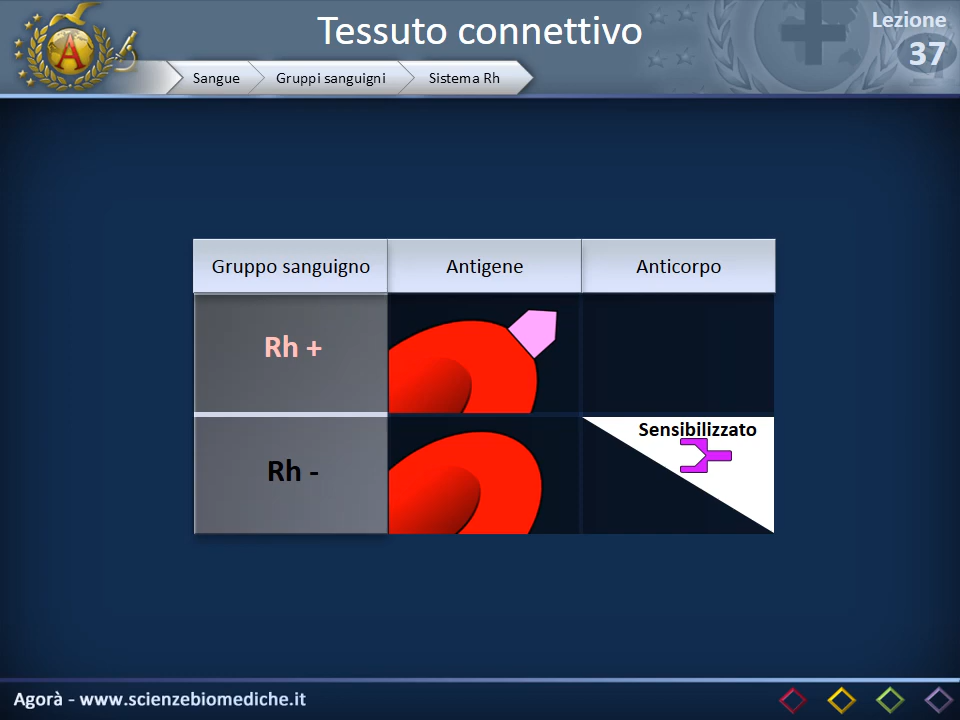 Tessuto connettivo
Lezione
37
Sangue
Gruppi sanguigni
Sistema Rh
Gruppo sanguigno
Antigene
Anticorpo
Rh +
Sensibilizzato
Rh -
Agorà - www.scienzebiomediche.it
A